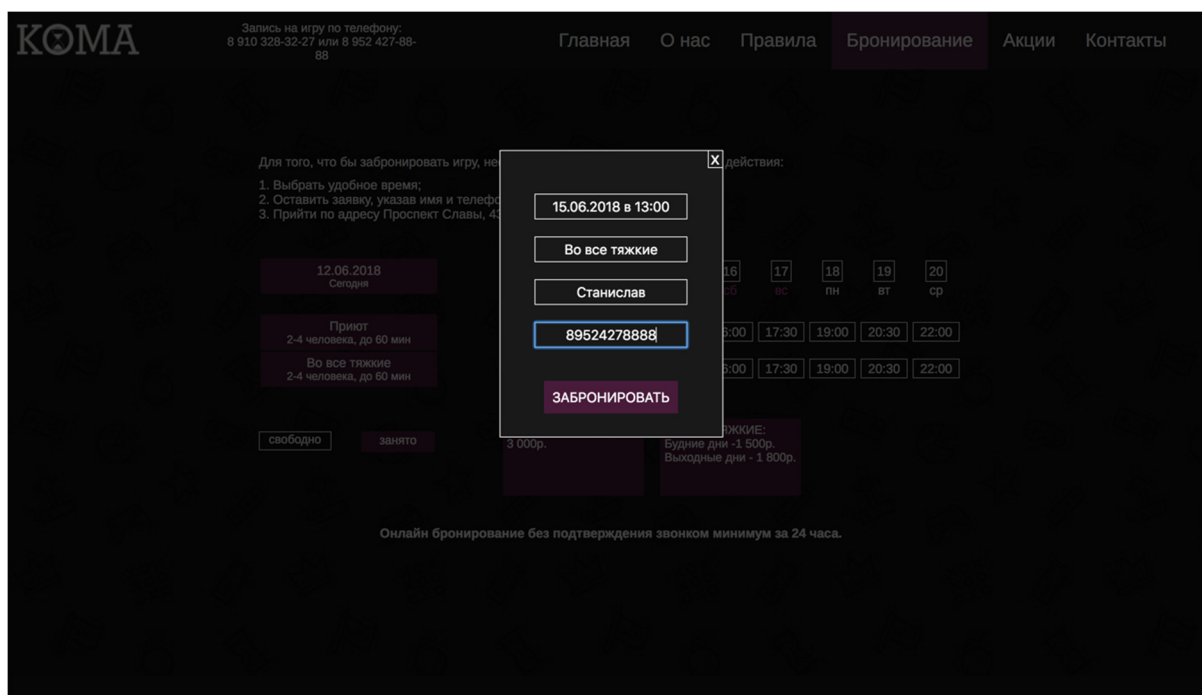 КОМА
Запись на игру по телефону:
8 910 328-32-27 или 8 952 427-88-
88
Главная О нас Правила Бронирование Акции Контакты
Для того, что бы забронировать игру, действия:
1. Выбрать удобное время;
2. Оставить заявку, указав имя и
3. Прийти по адресу Проспект Славы,
X
15.06.2018 в 13:00
Во все тяжкие
Станислав
89524278888
ЗАБРОНИРОВАТЬ
12.06.2018
Сегодня
16 17 18 19 20
сб вс пн вт ср
Приют
2-4 человека, до 60 мин
17:30 19:00 20:30 22:00
Во все тяжкие
2-4 человека, до 60 мин
17:30 19:00 20:30 22:00
свободно занято
3 000р.
Будние дни -1 500р.
Выходные дни - 1 800р.
Онлайн бронирование без подтверждения звонком минимум за 24 часа.